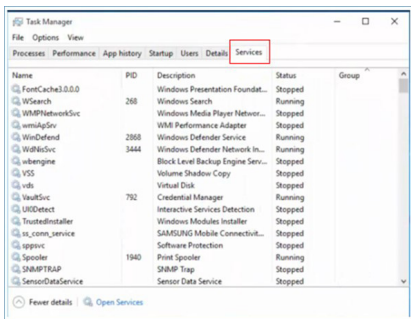 Task Manager
File Options View
Processes Performance App history Startup Users Details Services
Name PID Description Status Group
FontCache3.0.0.0 Windows Presentation Foundat... Stopped
WSearch 268 Windows Search Running
WMPNetworkSvc Windows Media Player Networ... Stopped
wmiApSrv WMI Performance Adapter Stopped
WinDefend 2868 Windows Defender Service Running
WdNisSvc 3444 Windows Defender Network In... Running
wbengine Block Level Backup Engine Serv... Stopped
VSS Volume Shadow Copy Stopped
vds Virtual Disk Stopped
VaultSvc 792 Credential Manager Running
UI0Detect Interactive Services Detection Stopped
TrustedInstaller Windows Modules Installer Stopped
ss_conn_service SAMSUNG Mobile Connectivit... Stopped
sppsvc Software Protection Stopped
Spooler 1940 Print Spooler Running
SNMPTRAP SNMP Trap Stopped
SensorDataService Sensor Data Service Stopped
Fewer details Open Services